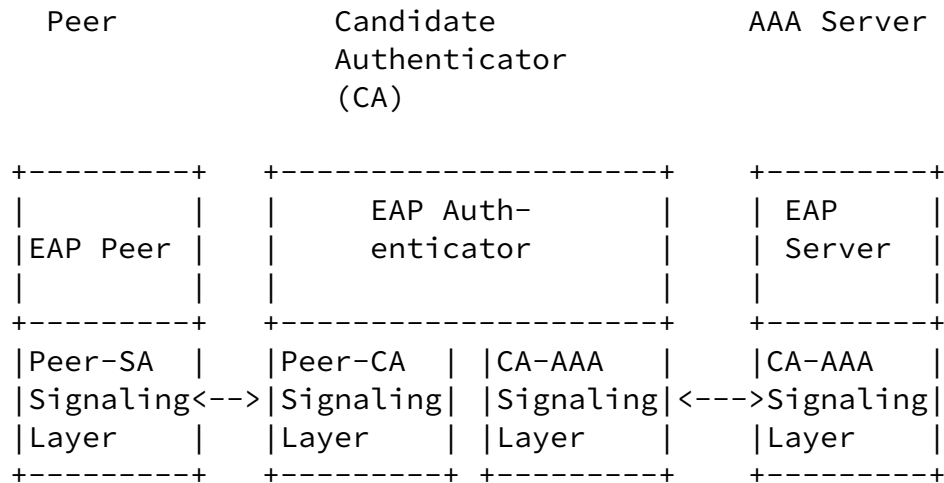 Peer Candidate AAA Server
Authenticator
(CA)
+---------+ +---------------------+ +---------+
| | | EAP Auth- | | EAP |
|EAP Peer | | enticator | | Server |
| | | | | |
+---------+ +---------------------+ +---------+
|Peer-SA | |Peer-CA | |CA-AAA | |CA-AAA |
|Signaling<-->|Signaling| |Signaling|<--->Signaling|
|Layer | |Layer | |Layer | |Layer |
+---------+ +---------+ +---------+ +---------+